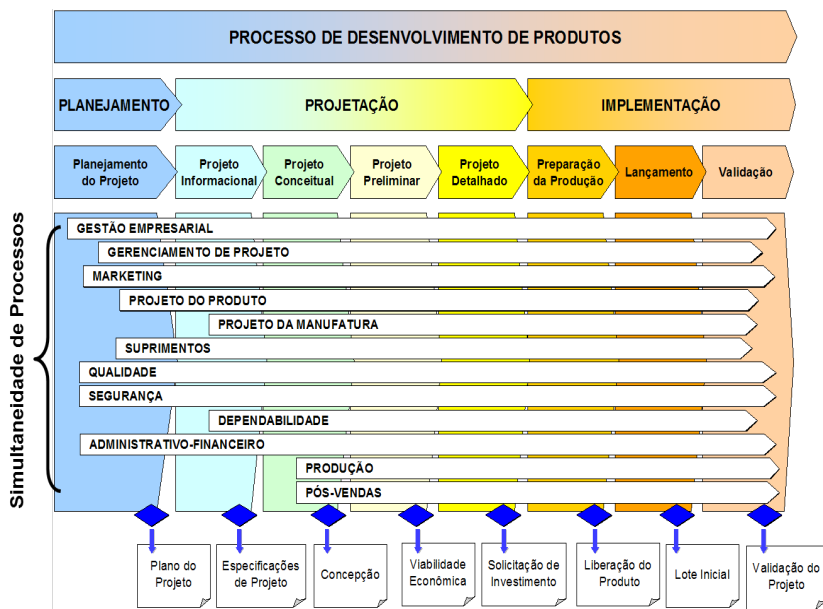 PROCESSO DE DESENVOLVIMENTO DE PRODUTOS
PLANEJAMENTO
PROJETAÇÃO
IMPLEMENTAÇÃO
Planejamento
do Projeto
Projeto
Informacional
Projeto
Conceitual
Projeto
Preliminar
Projeto
Detalhado
Preparação
da Produção
Lançamento
Validação
Simultaneidade de Processos
GESTÃO EMPRESARIAL
GERENCIAMENTO DE PROJETO
MARKETING
PROJETO DO PRODUTO
PROJETO DA MANUFATURA
SUPRIMENTOS
QUALIDADE
SEGURANÇA
DEPENDABILIDADE
ADMINISTRATIVO-FINANCEIRO
PRODUÇÃO
PÓS-VENDAS
Plano do
Projeto
Especificações
de Projeto
Concepção
Viabilidade
Econômica
Solicitação de
Investimento
Liberação do
Produto
Lote Inicial
Validação do
Projeto